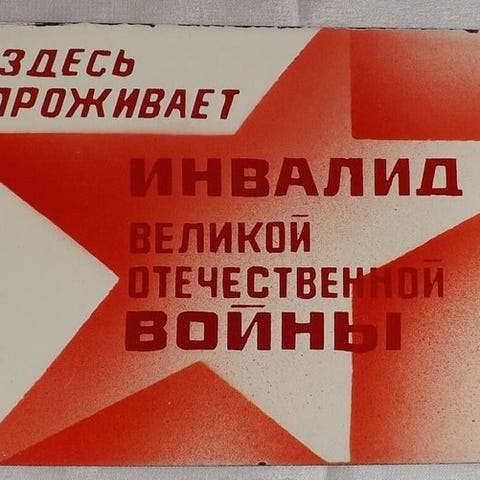 ЗДЕСЬ
ПРОЖИВАЕТ
ИНВАЛИД
ВЕЛИКОЙ
ОТЕЧЕСТВЕННОЙ
ВОЙНЫ